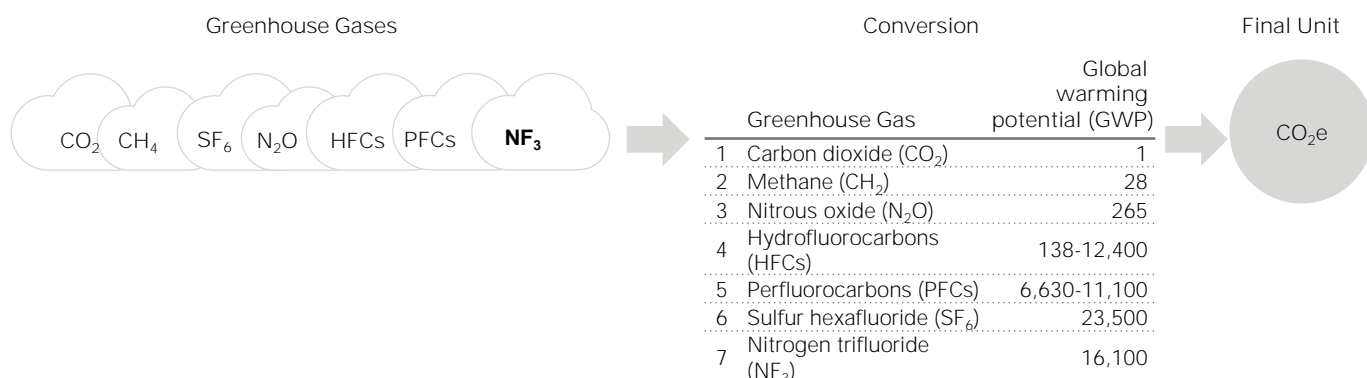 Greenhouse Gases
Conversion
Final Unit
CO₂
CH₄
SF₆
N₂O
HFCs
PFCs
NF₃
Greenhouse Gas
Global
warming
potential (GWP)
1 Carbon dioxide (CO₂) 1
2 Methane (CH₂) 28
3 Nitrous oxide (N₂O) 265
4 Hydrofluorocarbons
(HFCs) 138-12,400
5 Perfluorocarbons (PFCs) 6,630-11,100
6 Sulfur hexafluoride (SF₆) 23,500
7 Nitrogen trifluoride
(NF₃) 16,100
CO₂e